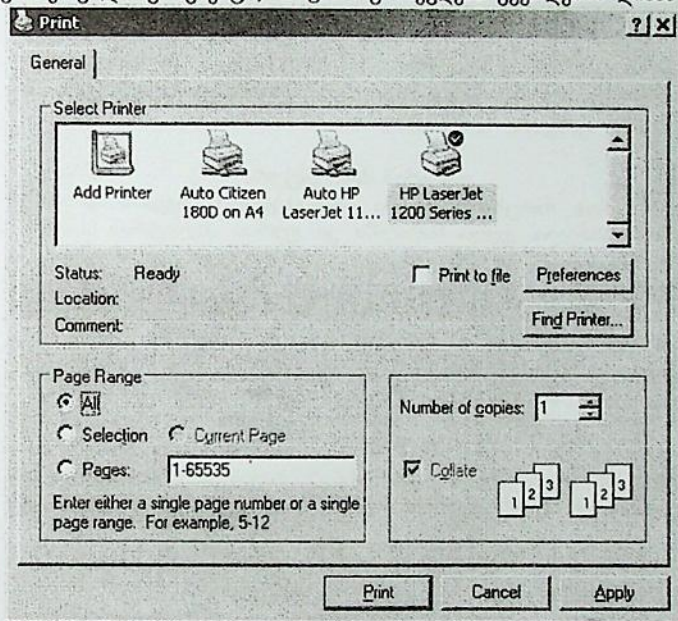 Print
General
Select Printer
Add Printer
Auto Citizen 180D on A4
Auto HP LaserJet 11...
HP LaserJet 1200 Series ...
Status: Ready
Print to file
Preferences
Location:
Comment:
Find Printer...
Page Range
All
Selection
Current Page
Pages: 1-65535
Enter either a single page number or a single
page range. For example, 5-12
Number of copies: 1
Collate
1 2 3 1 2 3
Print Cancel Apply